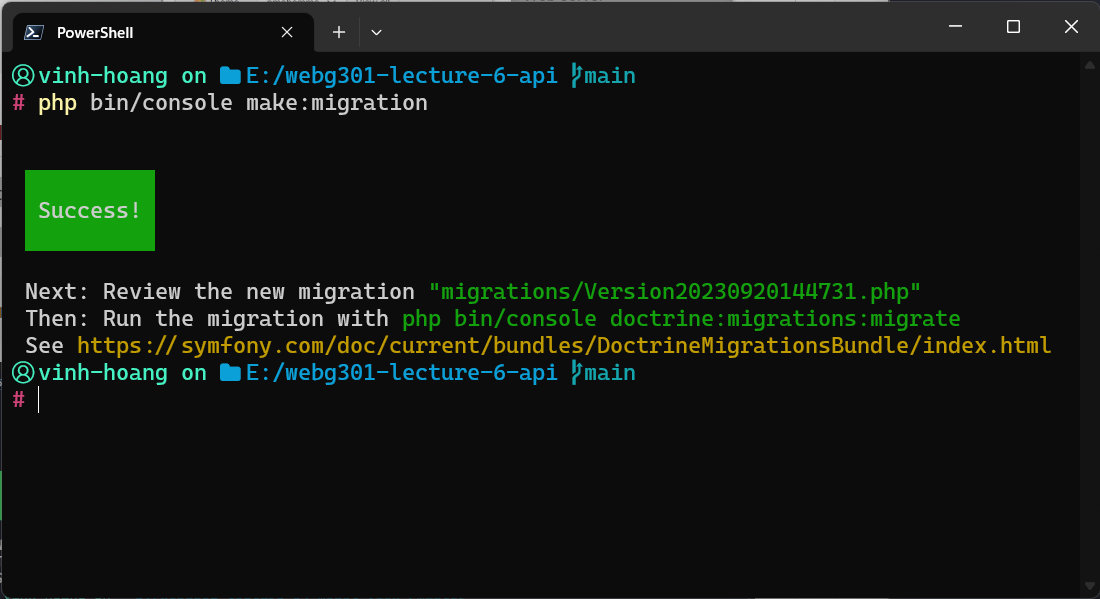 PowerShell
vinh-hoang on E:/webg301-lecture-6-api main
# php bin/console make:migration
Success!
Next: Review the new migration "migrations/Version20230920144731.php"
Then: Run the migration with php bin/console doctrine:migrations:migrate
See https://symfony.com/doc/current/bundles/DoctrineMigrationsBundle/index.html
vinh-hoang on E:/webg301-lecture-6-api main
#